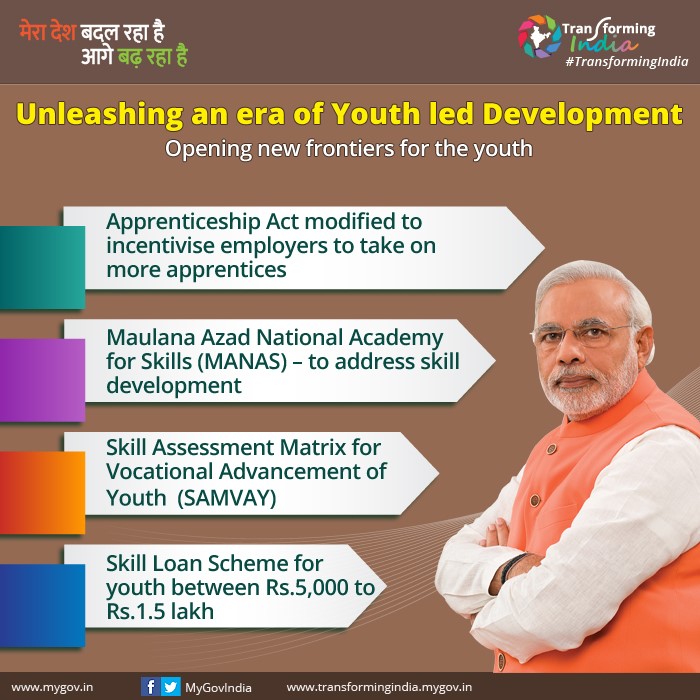 मेरा देश बदल रहा है
आगे बढ़ रहा है
Transforming
India
#TransformingIndia
Unleashing an era of Youth led Development
Opening new frontiers for the youth
Apprenticeship Act modified to
incentivise employers to take on
more apprentices
Maulana Azad National Academy
for Skills (MANAS) – to address skill
development
Skill Assessment Matrix for
Vocational Advancement of
Youth (SAMVAY)
Skill Loan Scheme for
youth between Rs.5,000 to
Rs.1.5 lakh
www.mygov.in
MyGovIndia
www.transformingindia.mygov.in